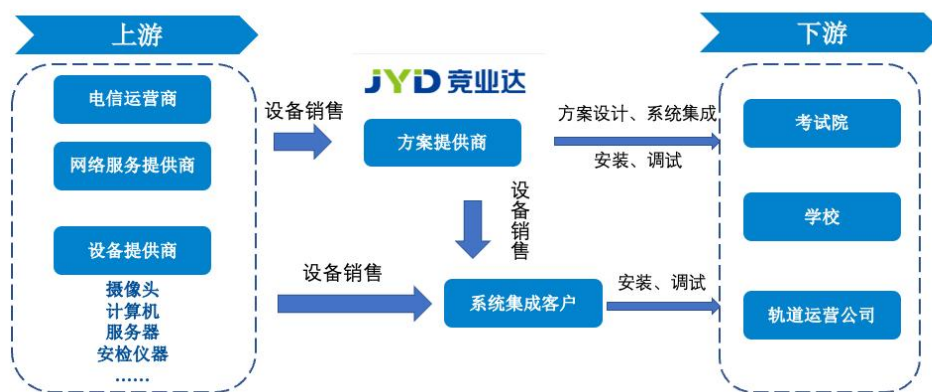 上游
电信运营商
网络服务提供商
设备提供商
摄像头
计算机
服务器
安检仪器
......
设备销售
设备销售
JYD 竞业达
方案提供商
设备销售
系统集成客户
方案设计、系统集成
安装、调试
安装、调试
下游
考试院
学校
轨道运营公司